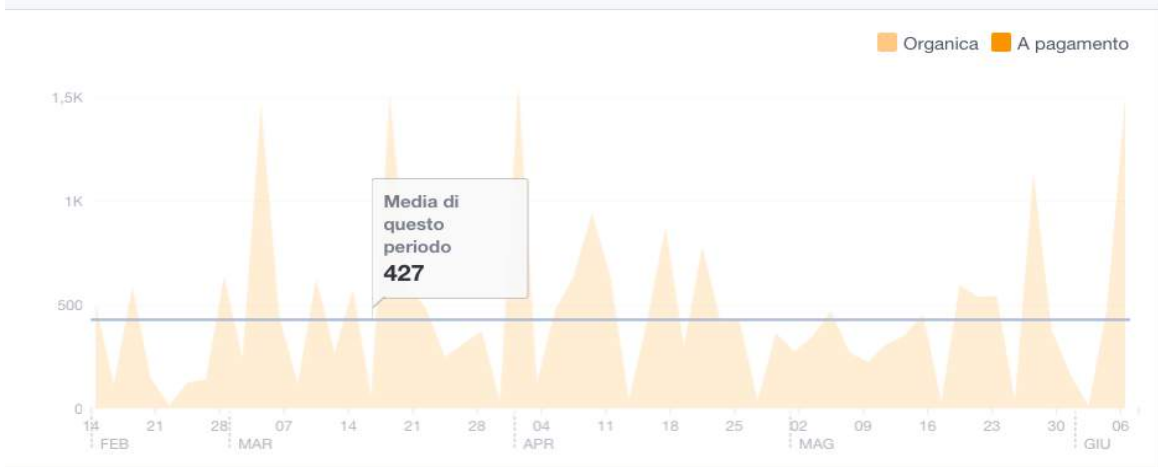 Organica A pagamento
1,5K
1K
Media di
questo
periodo
427
500
0
14 21 28 07 14 21 28 04 11 18 25 02 09 16 23 30 06
FEB MAR APR MAG GIU